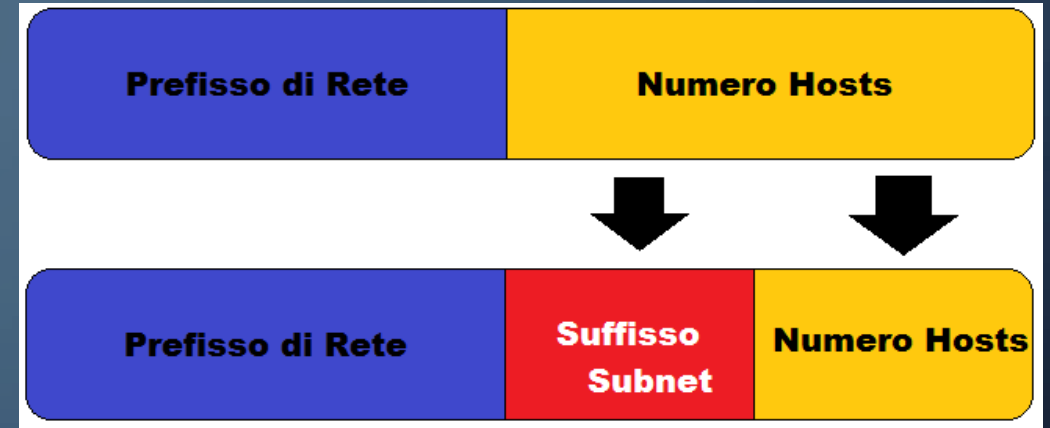 Prefisso di Rete
Numero Hosts
Prefisso di Rete
Suffisso
Subnet
Numero Hosts